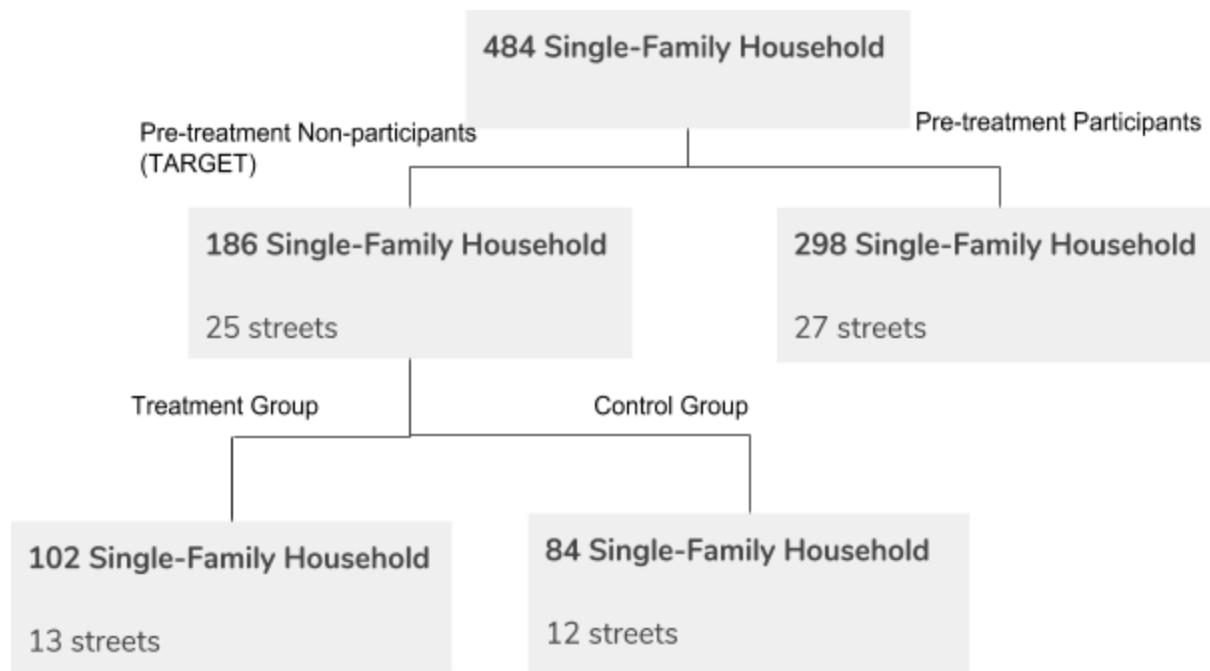 484 Single-Family Household
Pre-treatment Non-participants
(TARGET)
Pre-treatment Participants
186 Single-Family Household
25 streets
298 Single-Family Household
27 streets
Treatment Group
Control Group
102 Single-Family Household
13 streets
84 Single-Family Household
12 streets